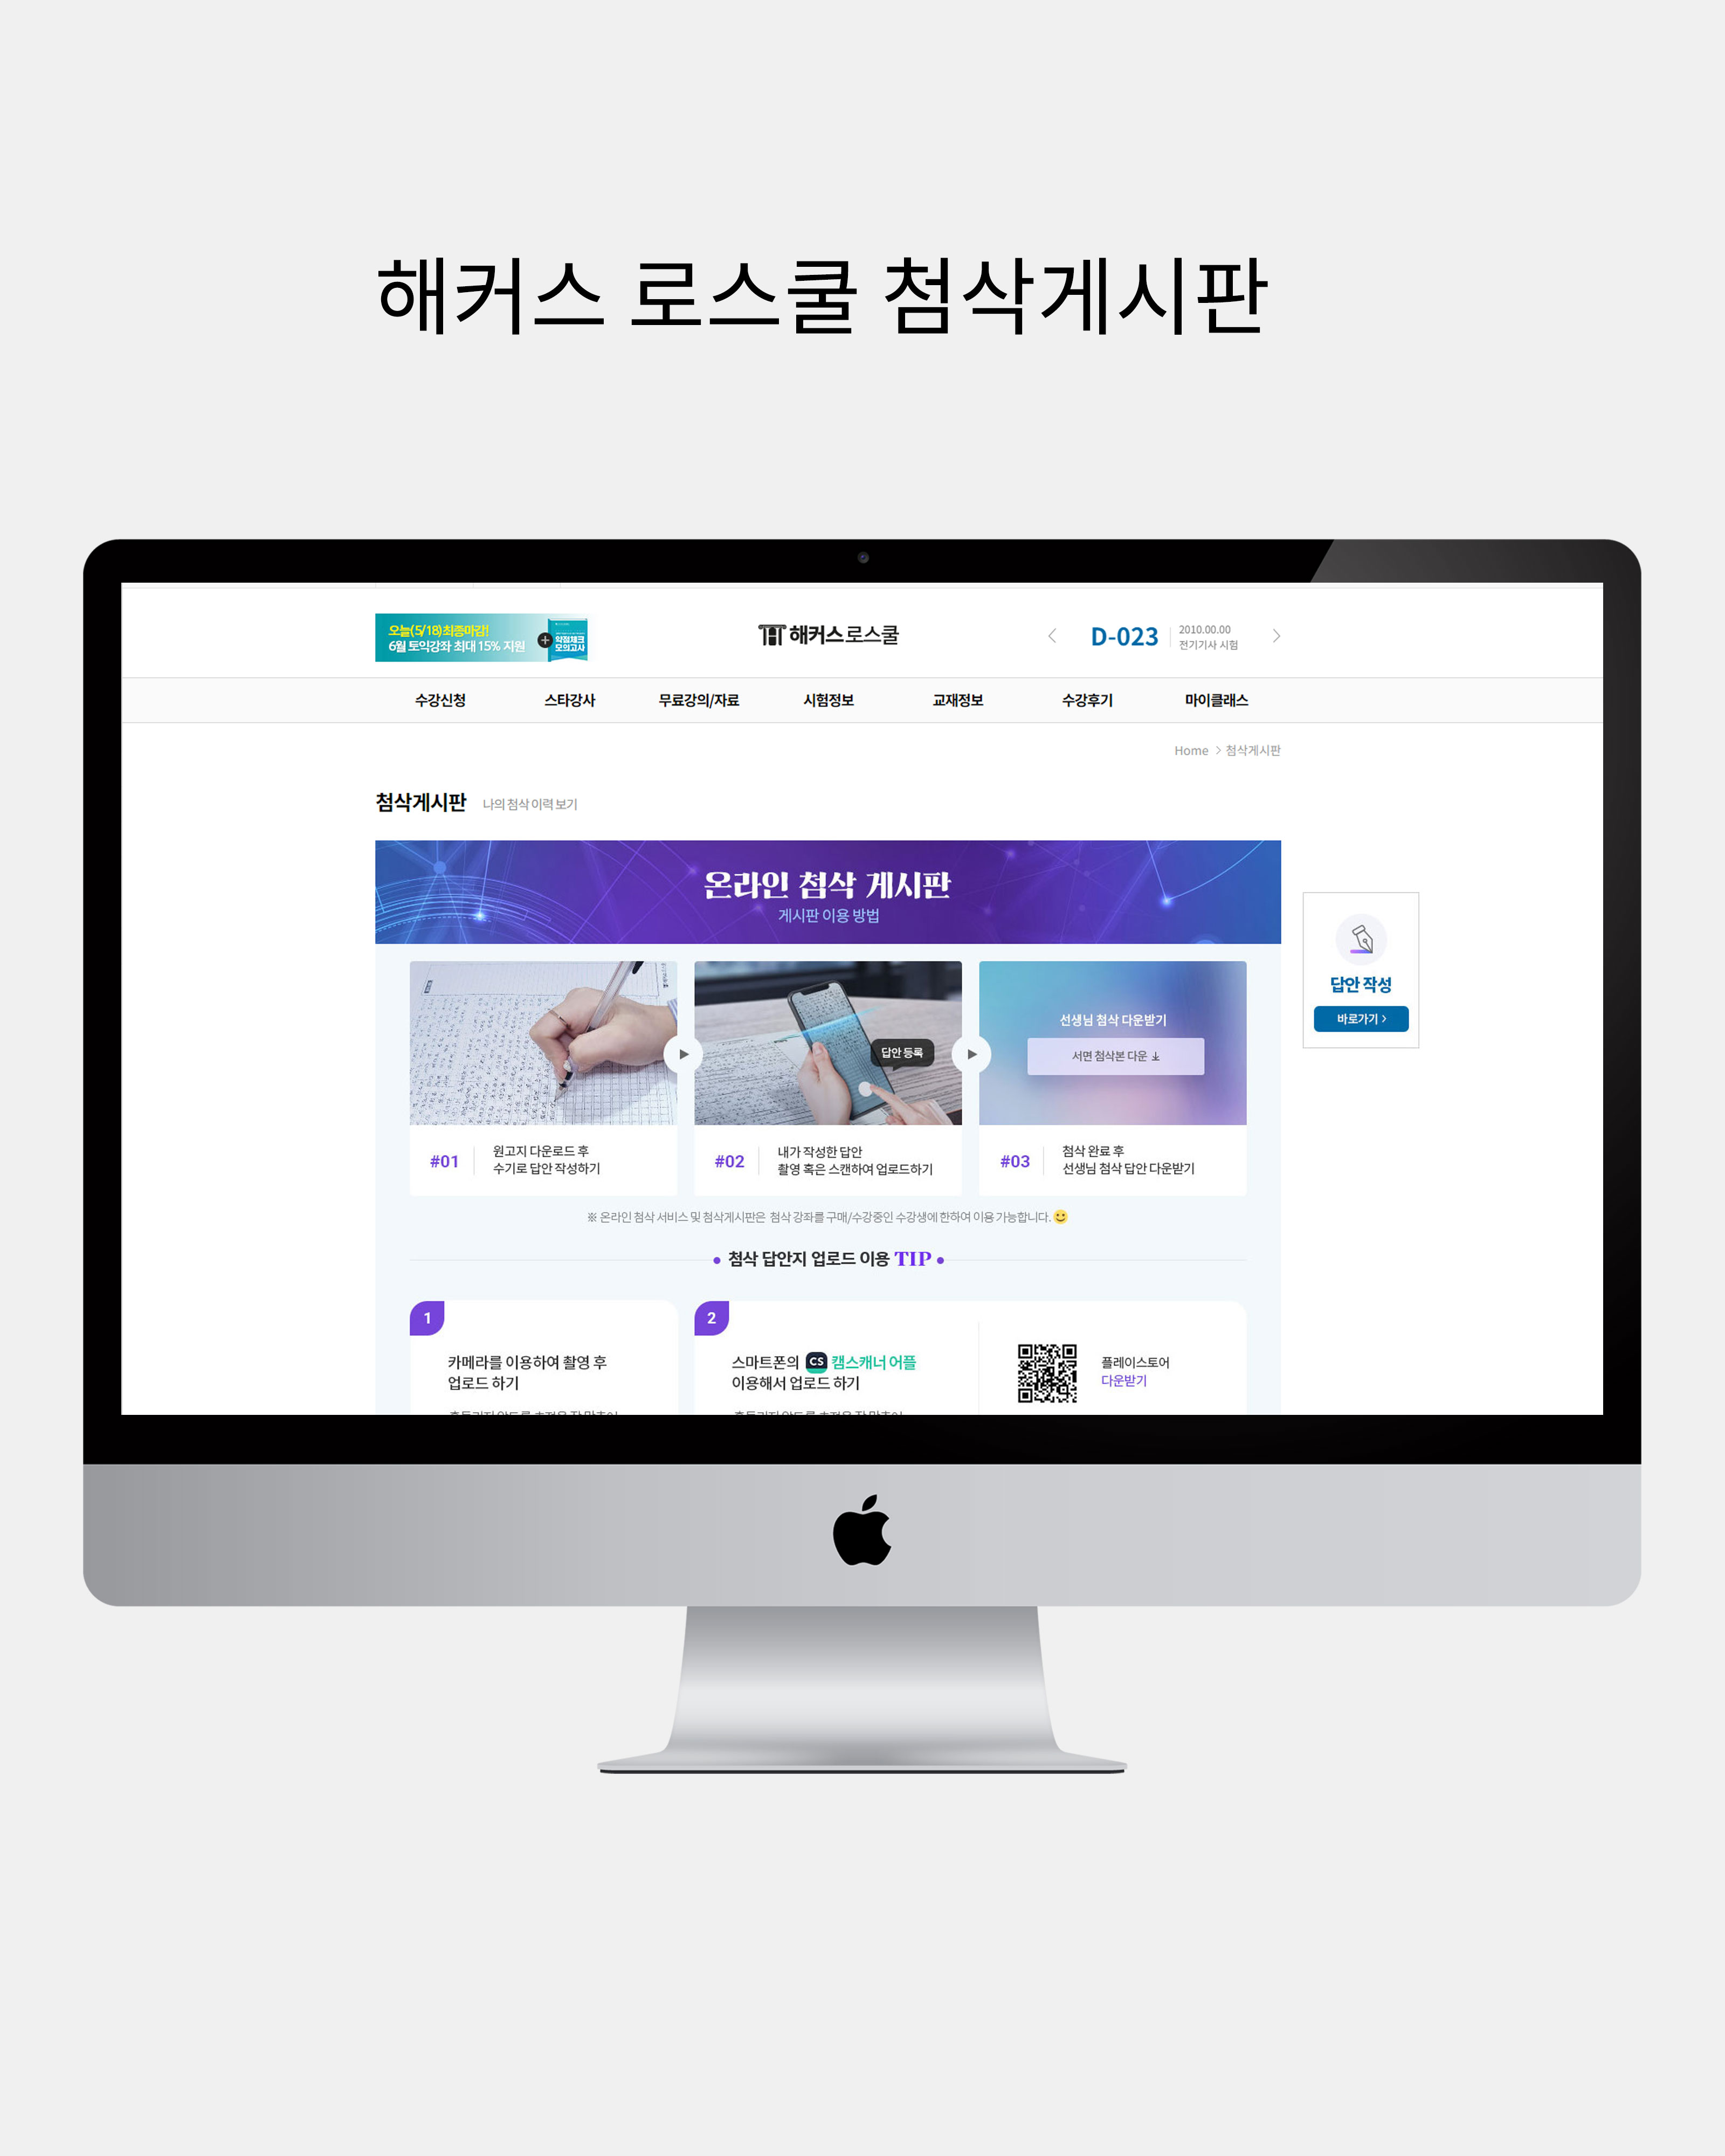 해커스 로스쿨 첨삭게시판
오늘(5/18)최종마감!
6월 토익강좌 최대 15% 지원
약점체크
모의고사
해커스로스쿨
D-023
2010.00.00
전기기사 시험
수강신청 스타강사 무료강의/자료 시험정보 교재정보 수강후기 마이클래스
Home > 첨삭게시판
첨삭게시판 나의 첨삭 이력 보기
온라인 첨삭 게시판
게시판 이용 방법
답안 작성
바로가기 >
답안 등록
선생님 첨삭 다운받기
서면 첨삭본 다운
#01
원고지 다운로드 후
수기로 답안 작성하기
#02
내가 작성한 답안
촬영 혹은 스캔하여 업로드하기
#03
첨삭 완료 후
선생님 첨삭 답안 다운받기
※ 온라인 첨삭 서비스 및 첨삭게시판은 첨삭 강좌를 구매/수강중인 수강생에 한하여 이용 가능합니다.
첨삭 답안지 업로드 이용 TIP
1
카메라를 이용하여 촬영 후
업로드 하기
2
스마트폰의 CS 캠스캐너 어플
이용해서 업로드 하기
플레이스토어
다운받기